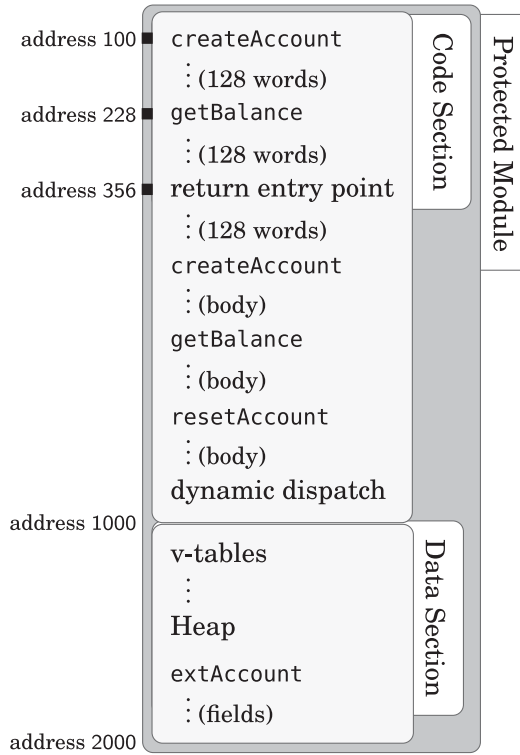 address 100
createAccount
⋮ (128 words)
address 228
getBalance
⋮ (128 words)
address 356
return entry point
⋮ (128 words)
createAccount
⋮ (body)
getBalance
⋮ (body)
resetAccount
⋮ (body)
dynamic dispatch
Code Section
Protected Module
address 1000
v-tables
⋮
Heap
extAccount
⋮ (fields)
Data Section
address 2000